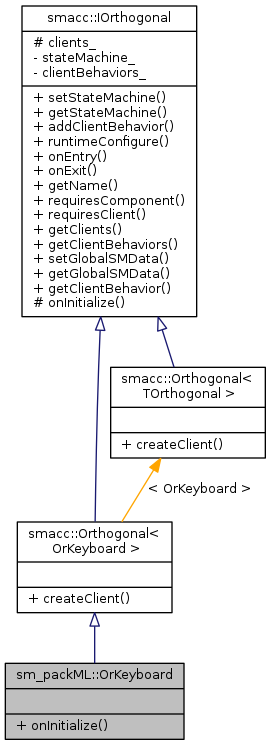 smacc::IOrthogonal
# clients_
- stateMachine_
- clientBehaviors_
+ setStateMachine()
+ getStateMachine()
+ addClientBehavior()
+ runtimeConfigure()
+ onEntry()
+ onExit()
+ getName()
+ requiresComponent()
+ requiresClient()
+ getClients()
+ getClientBehaviors()
+ setGlobalSMData()
+ getGlobalSMData()
+ getClientBehavior()
# onInitialize()
smacc::Orthogonal<
TOrthogonal >
+ createClient()
< OrKeyboard >
smacc::Orthogonal<
OrKeyboard >
+ createClient()
sm_packML::OrKeyboard
+ onInitialize()